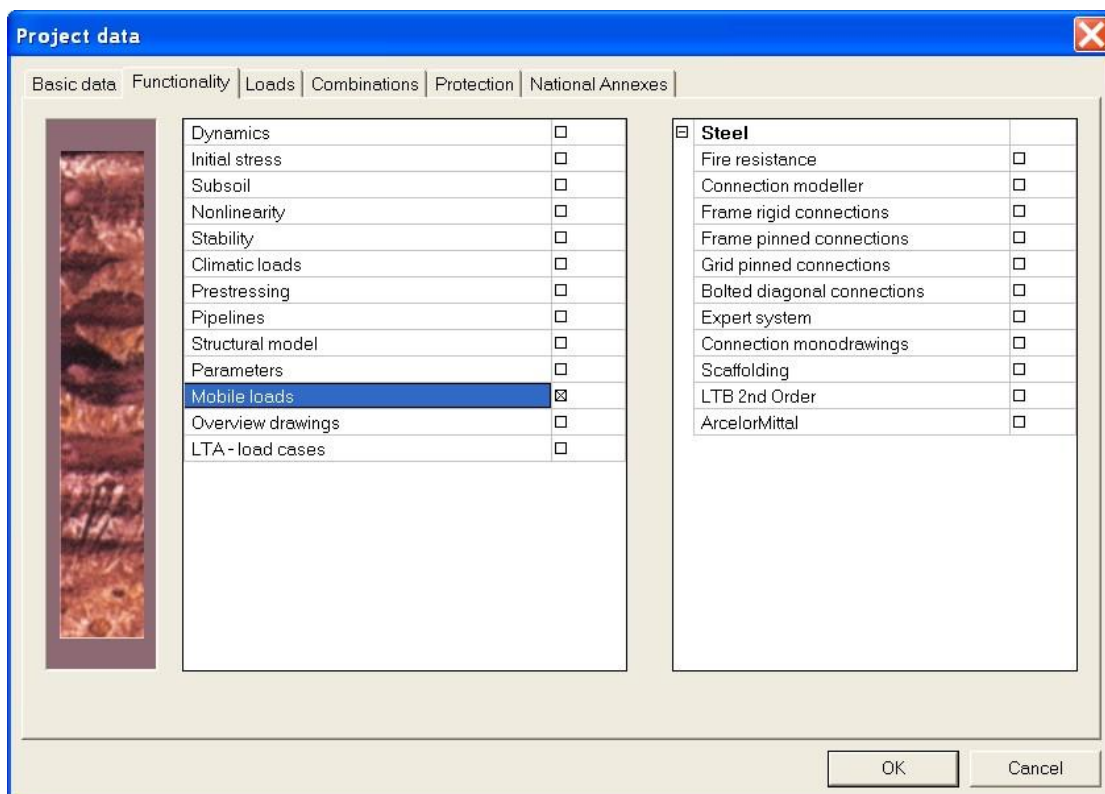 Project data
Basic data Functionality Loads Combinations Protection National Annexes
Dynamics
Initial stress
Subsoil
Nonlinearity
Stability
Climatic loads
Prestressing
Pipelines
Structural model
Parameters
Mobile loads
Overview drawings
LTA - load cases
Steel
Fire resistance
Connection modeller
Frame rigid connections
Frame pinned connections
Grid pinned connections
Bolted diagonal connections
Expert system
Connection monodrawings
Scaffolding
LTB 2nd Order
ArcelorMittal
OK Cancel